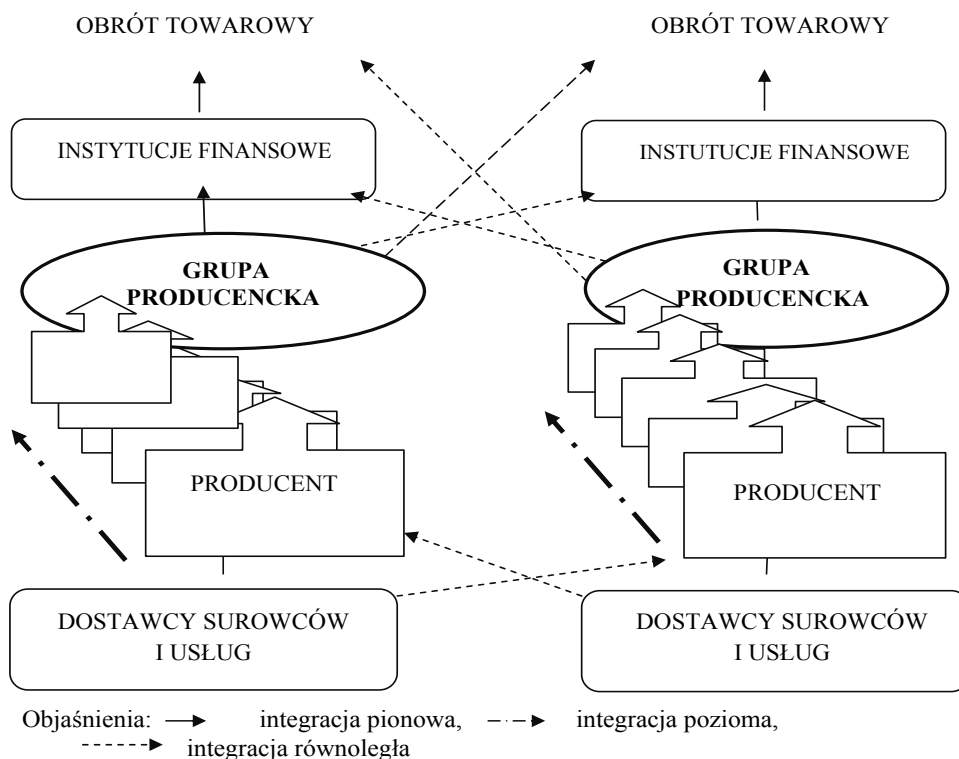 OBRÓT TOWAROWY
OBRÓT TOWAROWY
INSTYTUCJE FINANSOWE
INSTUTUCJE FINANSOWE
GRUPA
PRODUCENCKA
GRUPA
PRODUCENCKA
PRODUCENT
PRODUCENT
DOSTAWCY SUROWCÓW
I USŁUG
DOSTAWCY SUROWCÓW
I USŁUG
Objaśnienia: integracja pionowa, integracja pozioma,
integracja równoległa